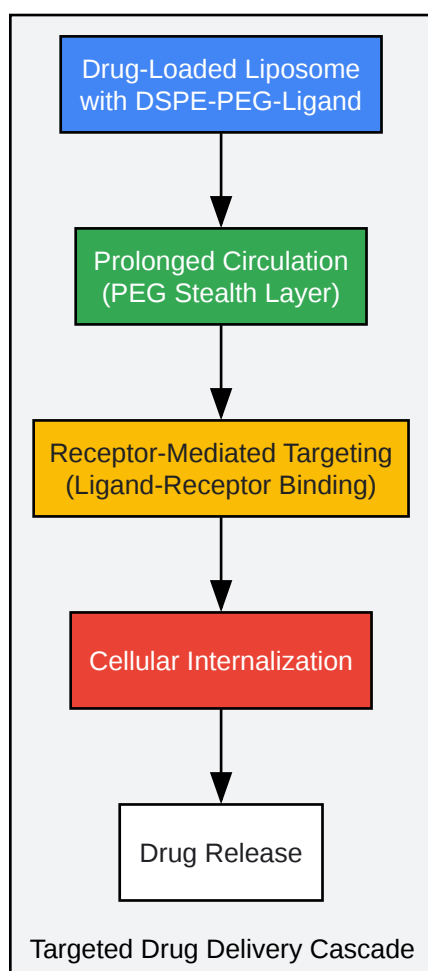 Drug-Loaded Liposome
with DSPE-PEG-Ligand
Prolonged Circulation
(PEG Stealth Layer)
Receptor-Mediated Targeting
(Ligand-Receptor Binding)
Cellular Internalization
Drug Release
Targeted Drug Delivery Cascade